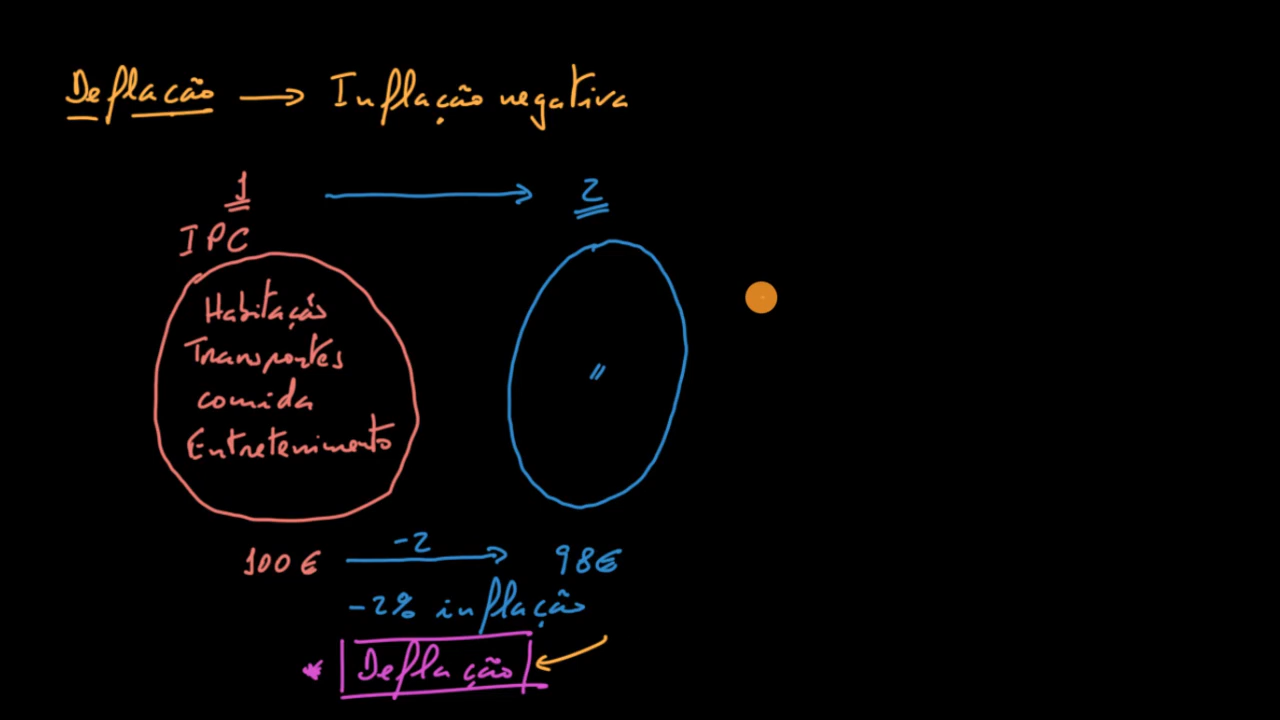 Deflação → Inflação negativa
1 → 2
IPC
Habitação
Transportes
comida
Entretenimento
"
-2
100€ → 98€
-2% inflação
* Deflação